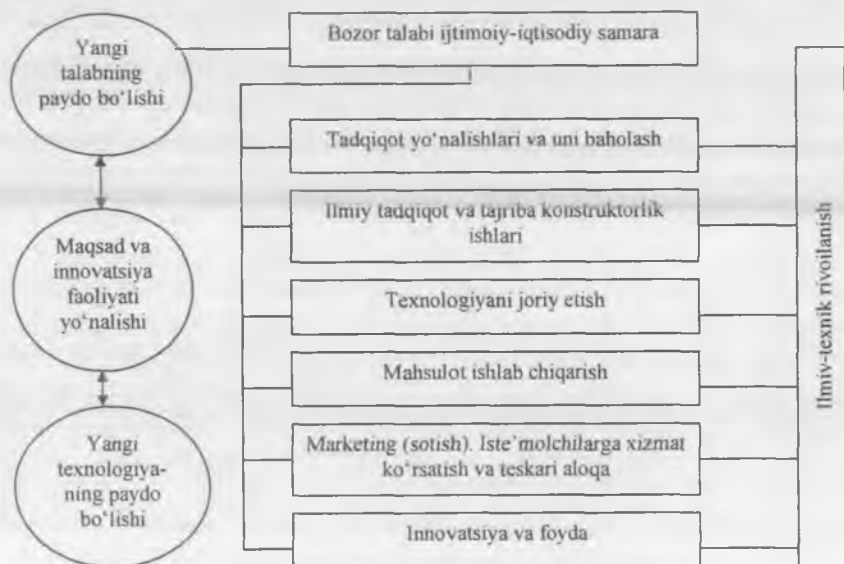 Yangi
talabning
paydo bo‘lishi
Maqsad va
innovatsiya
faoliyati
yo‘nalishi
Yangi
texnologiya-
ning paydo
bo‘lishi
Bozor talabi ijtimoiy-iqtisodiy samara
Tadqiqot yo‘nalishlari va uni baholash
Ilmiy tadqiqot va tajriba konstruktorlik
ishlari
Texnologiyani joriy etish
Mahsulot ishlab chiqarish
Marketing (sotish). Iste’molchilarga xizmat
ko‘rsatish va teskari aloqa
Innovatsiya va foyda
Ilmiy-texnik rivojlanish